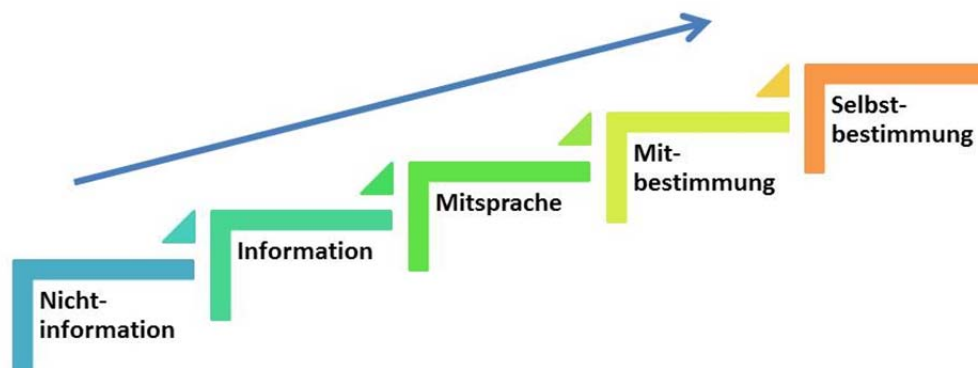 Nicht-
information
Information
Mitsprache
Mit-
bestimmung
Selbst-
bestimmung